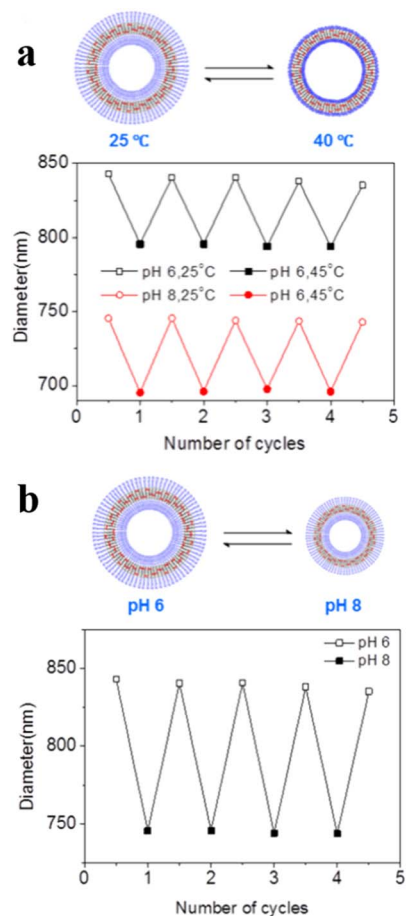 a
25 ℃ 40 ℃
850
800
750
700
Diameter(nm)
pH 6,25°C pH 6,45°C
pH 8,25°C pH 6,45°C
0 1 2 3 4 5
Number of cycles
b
pH 6 pH 8
850
800
750
Diameter(nm)
pH 6
pH 8
0 1 2 3 4 5
Number of cycles